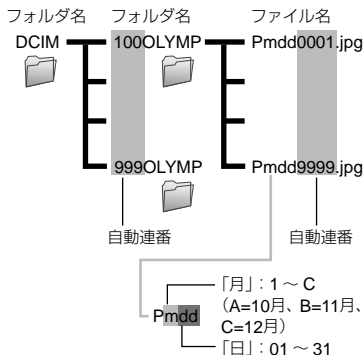 フォルダ名 フォルダ名 ファイル名
DCIM 100OLYMP Pmdd0001.jpg
999OLYMP Pmdd9999.jpg
自動連番 自動連番
「月」：1 ～ C
Pmdd (A=10月、B=11月、
C=12月)
「日」：01 ～ 31